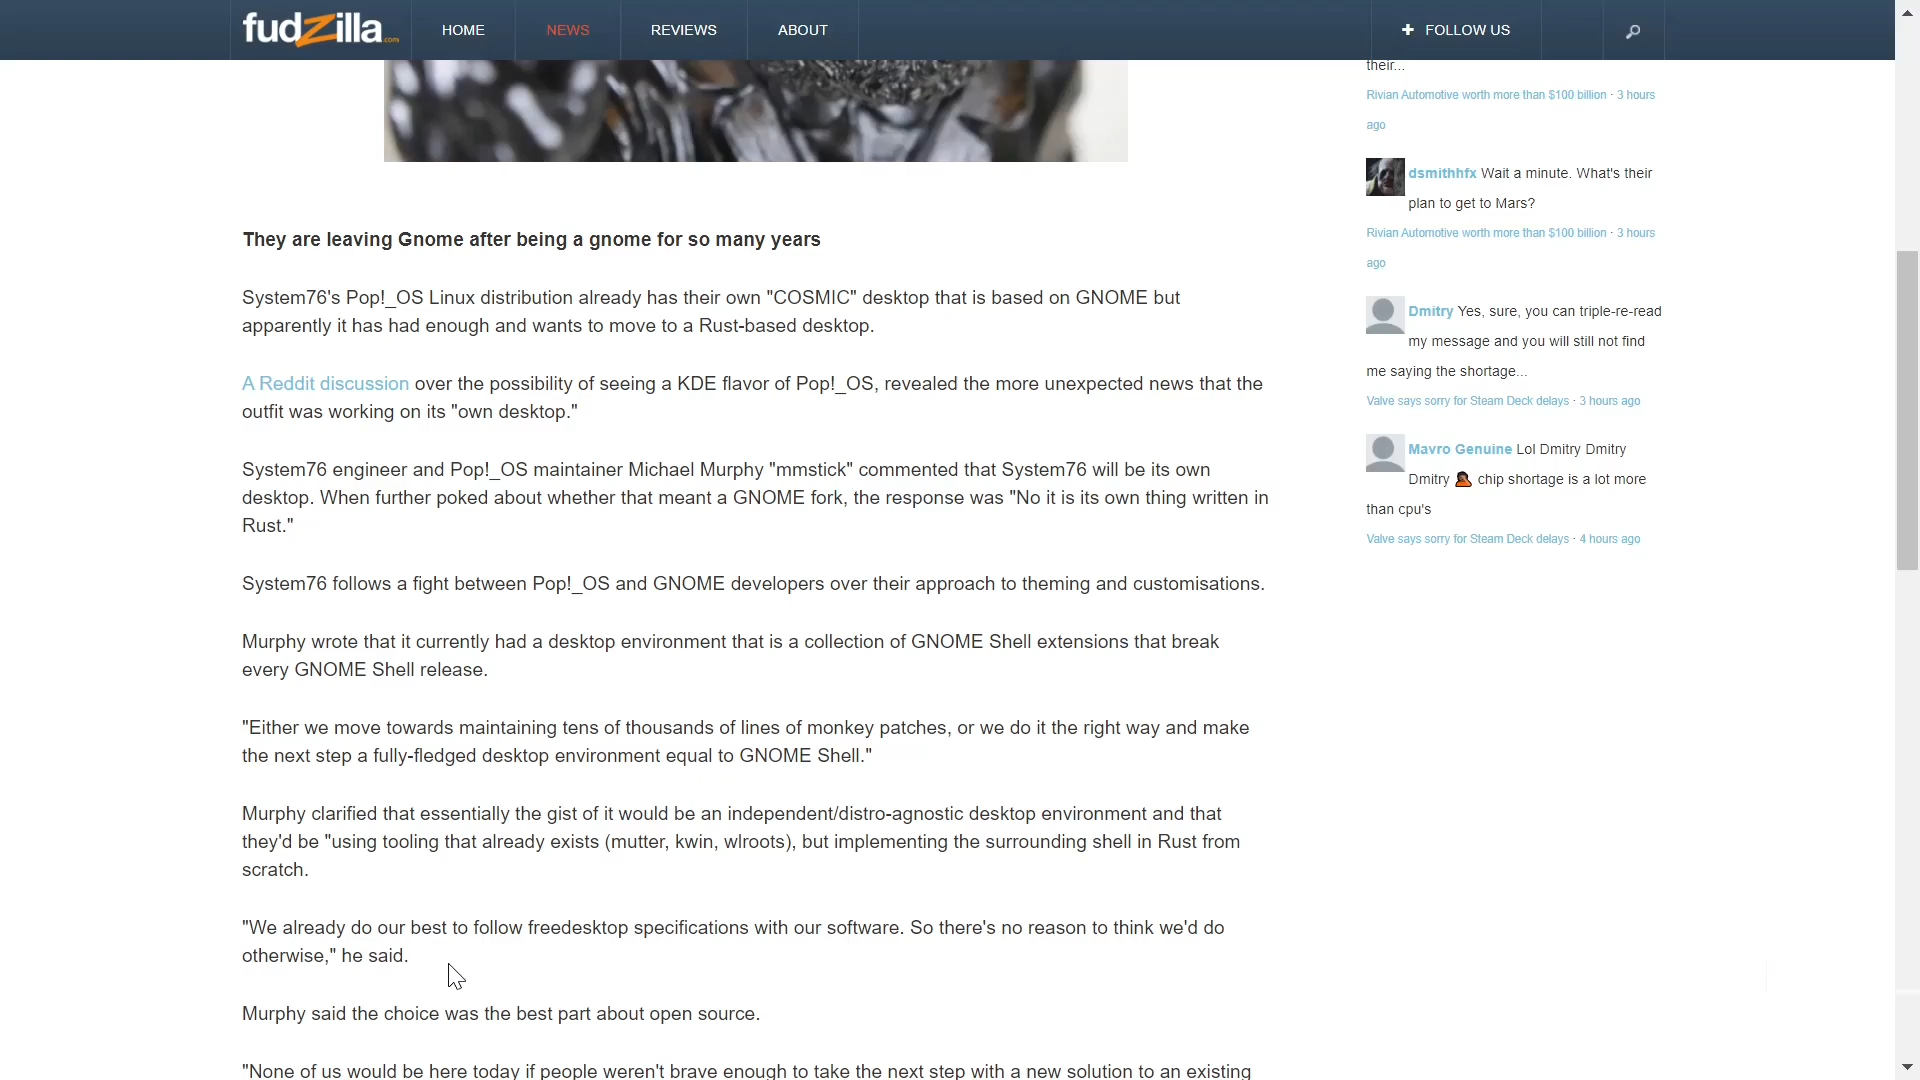 fudzilla.com
HOME
NEWS
REVIEWS
ABOUT
+ FOLLOW US
They are leaving Gnome after being a gnome for so many years
System76's Pop!_OS Linux distribution already has their own "COSMIC" desktop that is based on GNOME but
apparently it has had enough and wants to move to a Rust-based desktop.
A Reddit discussion over the possibility of seeing a KDE flavor of Pop!_OS, revealed the more unexpected news that the
outfit was working on its "own desktop."
System76 engineer and Pop!_OS maintainer Michael Murphy "mmstick" commented that System76 will be its own
desktop. When further poked about whether that meant a GNOME fork, the response was "No it is its own thing written in
Rust."
System76 follows a fight between Pop!_OS and GNOME developers over their approach to theming and customisations.
Murphy wrote that it currently had a desktop environment that is a collection of GNOME Shell extensions that break
every GNOME Shell release.
"Either we move towards maintaining tens of thousands of lines of monkey patches, or we do it the right way and make
the next step a fully-fledged desktop environment equal to GNOME Shell."
Murphy clarified that essentially the gist of it would be an independent/distro-agnostic desktop environment and that
they'd be "using tooling that already exists (mutter, kwin, wlroots), but implementing the surrounding shell in Rust from
scratch.
"We already do our best to follow freedesktop specifications with our software. So there's no reason to think we'd do
otherwise," he said.
Murphy said the choice was the best part about open source.
"None of us would be here today if people weren't brave enough to take the next step with a new solution to an existing
their...
Rivian Automotive worth more than $100 billion · 3 hours
ago
dsmithhfx Wait a minute. What's their
plan to get to Mars?
Rivian Automotive worth more than $100 billion · 3 hours
ago
Dmitry Yes, sure, you can triple-re-read
my message and you will still not find
me saying the shortage...
Valve says sorry for Steam Deck delays · 3 hours ago
Mavro Genuine Lol Dmitry Dmitry
Dmitry 🤦 chip shortage is a lot more
than cpu's
Valve says sorry for Steam Deck delays · 4 hours ago